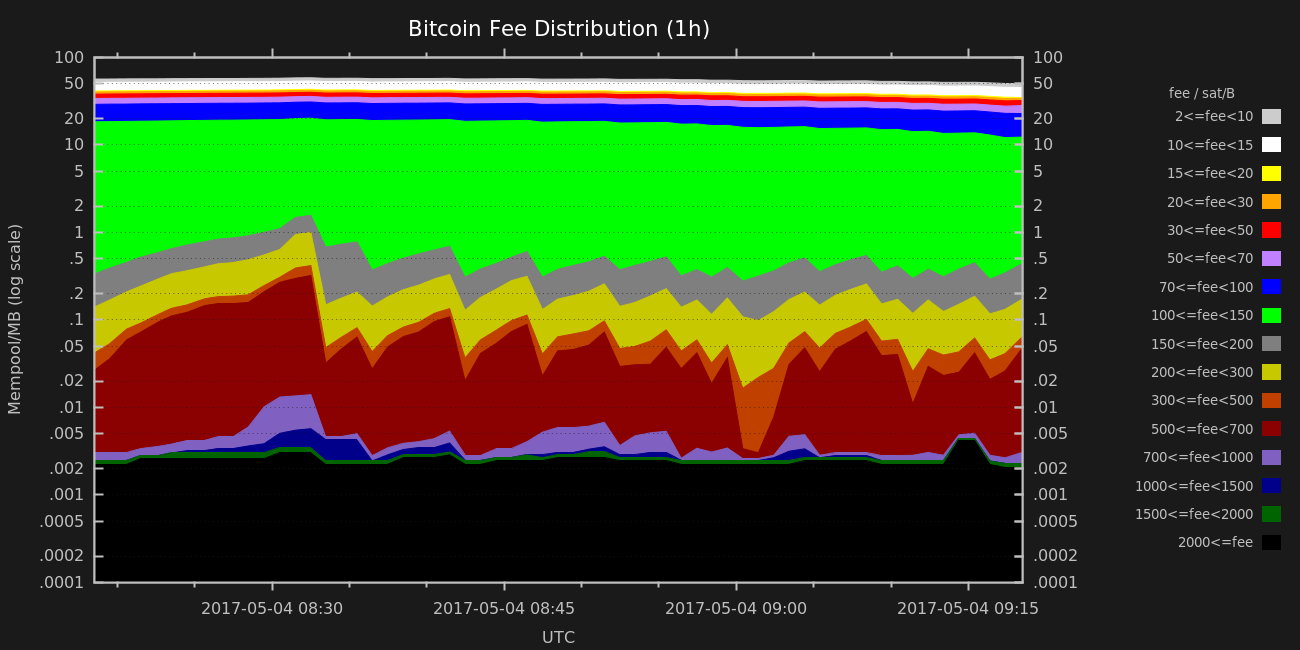 Bitcoin Fee Distribution (1h)
Mempool/MB (log scale)
100
50
20
10
5
2
1
.5
.2
.1
.05
.02
.01
.005
.002
.001
.0005
.0002
.0001
100
50
20
10
5
2
1
.5
.2
.1
.05
.02
.01
.005
.002
.001
.0005
.0002
.0001
fee / sat/B
2<=fee<10
10<=fee<15
15<=fee<20
20<=fee<30
30<=fee<50
50<=fee<70
70<=fee<100
100<=fee<150
150<=fee<200
200<=fee<300
300<=fee<500
500<=fee<700
700<=fee<1000
1000<=fee<1500
1500<=fee<2000
2000<=fee
2017-05-04 08:30 2017-05-04 08:45 2017-05-04 09:00 2017-05-04 09:15
UTC